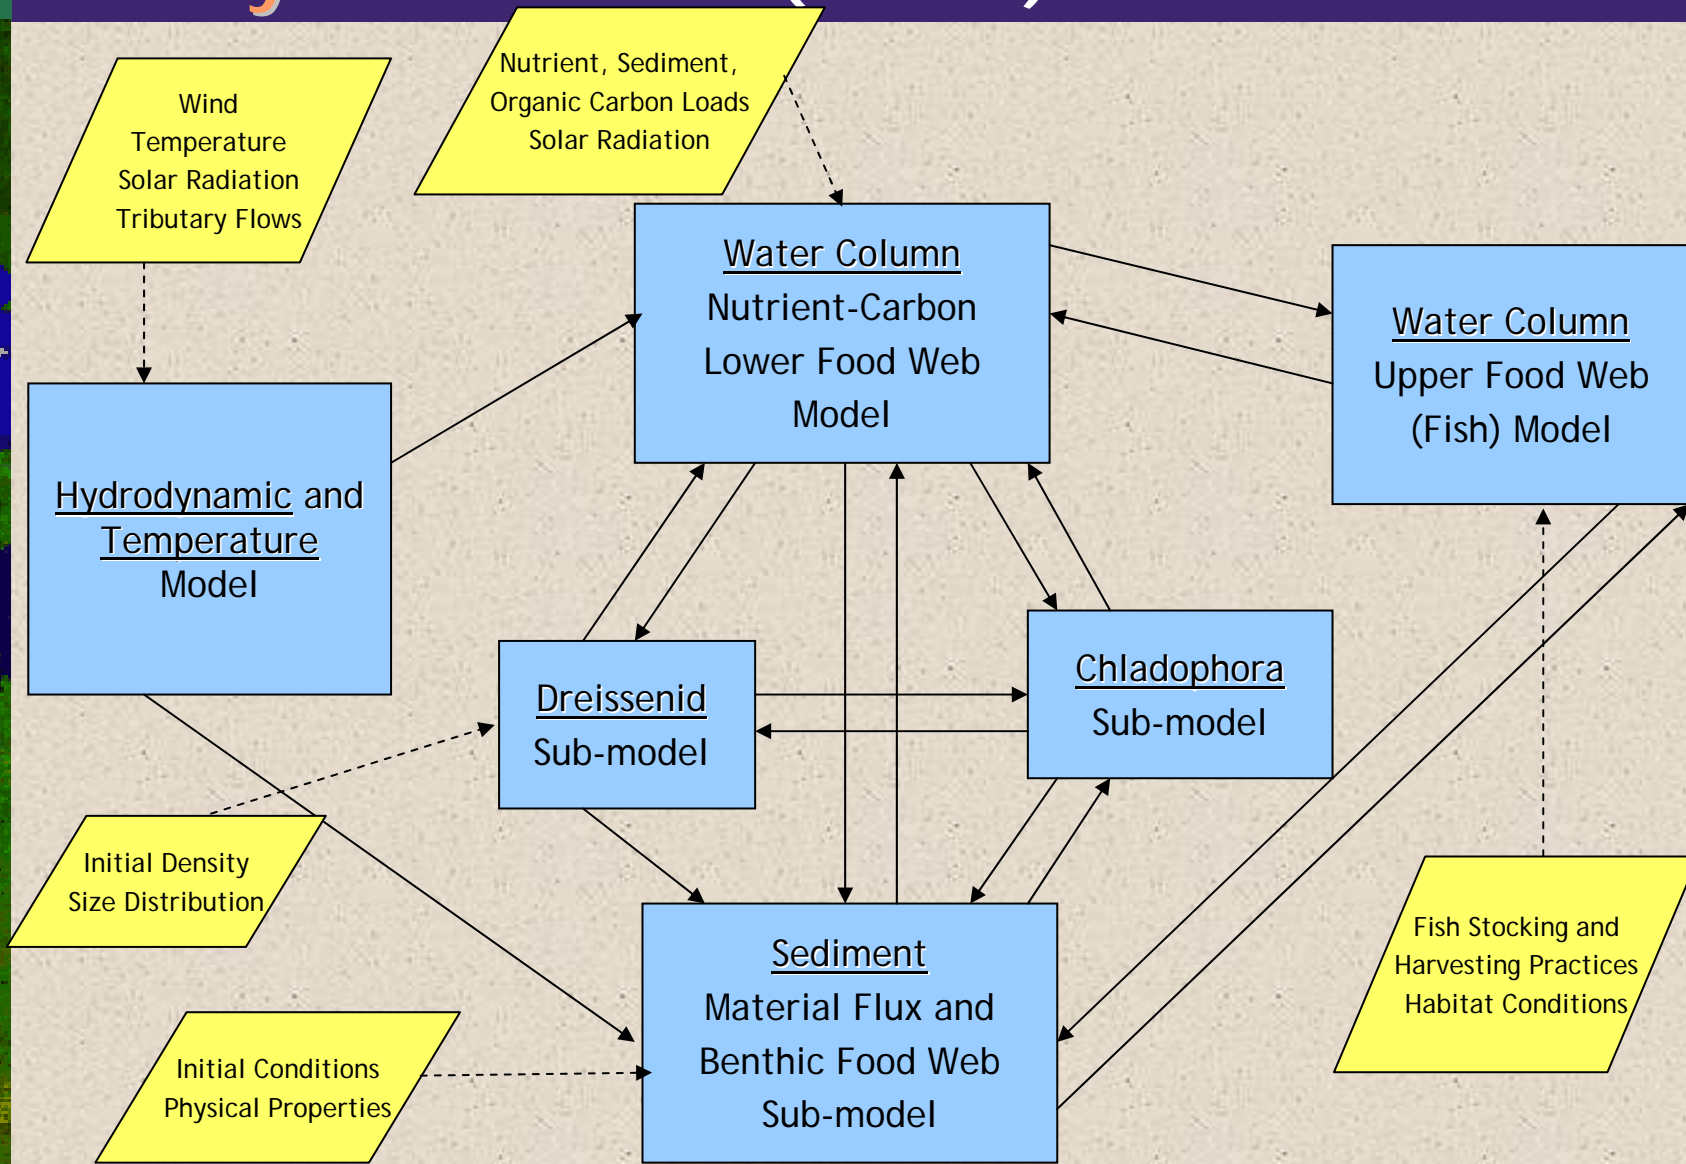 Nutrient, Sediment,
Organic Carbon Loads
Solar Radiation
Wind
Temperature
Solar Radiation
Tributary Flows
Water Column
Nutrient-Carbon
Lower Food Web
Model
Water Column
Upper Food Web
(Fish) Model
Hydrodynamic and
Temperature
Model
Dreissenid
Sub-model
Chladophora
Sub-model
Initial Density
Size Distribution
Sediment
Material Flux and
Benthic Food Web
Sub-model
Fish Stocking and
Harvesting Practices
Habitat Conditions
Initial Conditions
Physical Properties